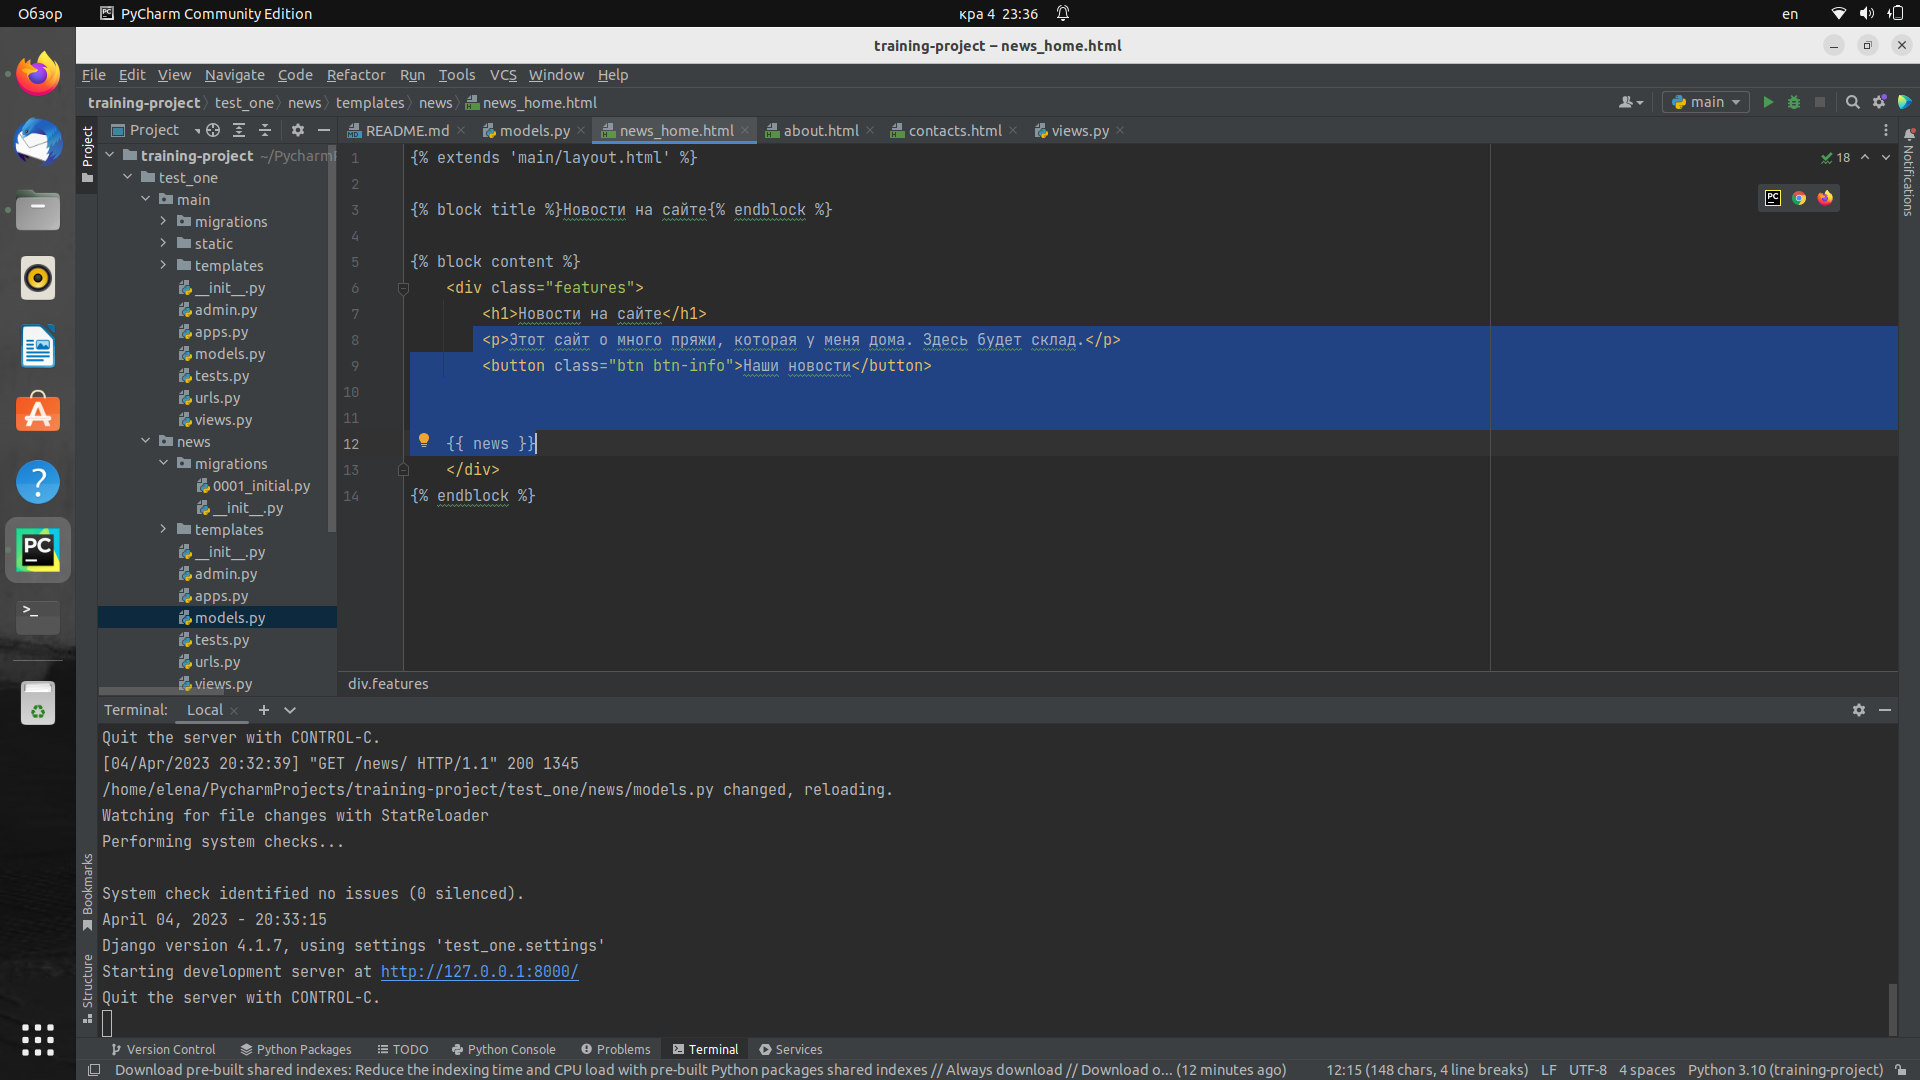 Обзор
PyCharm Community Edition
кра 4 23:36
en
training-project – news_home.html
File Edit View Navigate Code Refactor Run Tools VCS Window Help
training-project test_one news templates news news_home.html
main
Project
README.md
models.py
news_home.html
about.html
contacts.html
views.py
Project
Notifications
training-project ~/Pycharm
test_one
main
migrations
static
templates
__init__.py
admin.py
apps.py
models.py
tests.py
urls.py
views.py
news
migrations
0001_initial.py
__init__.py
templates
__init__.py
admin.py
apps.py
models.py
tests.py
urls.py
views.py
18
1 {% extends 'main/layout.html' %}
2
3 {% block title %}Новости на сайте{% endblock %}
4
5 {% block content %}
6 <div class="features">
7 <h1>Новости на сайте</h1>
8 <p>Этот сайт о много пряжи, которая у меня дома. Здесь будет склад.</p>
9 <button class="btn btn-info">Наши новости</button>
10
11
12 {{ news }}
13 </div>
14 {% endblock %}
div.features
Terminal: Local
Quit the server with CONTROL-C.
[04/Apr/2023 20:32:39] "GET /news/ HTTP/1.1" 200 1345
/home/elena/PycharmProjects/training-project/test_one/news/models.py changed, reloading.
Watching for file changes with StatReloader
Performing system checks...
System check identified no issues (0 silenced).
April 04, 2023 - 20:33:15
Django version 4.1.7, using settings 'test_one.settings'
Starting development server at http://127.0.0.1:8000/
Quit the server with CONTROL-C.
Bookmarks
Structure
Version Control Python Packages TODO Python Console Problems Terminal Services
Download pre-built shared indexes: Reduce the indexing time and CPU load with pre-built Python packages shared indexes // Always download // Download o... (12 minutes ago)
12:15 (148 chars, 4 line breaks) LF UTF-8 4 spaces Python 3.10 (training-project)